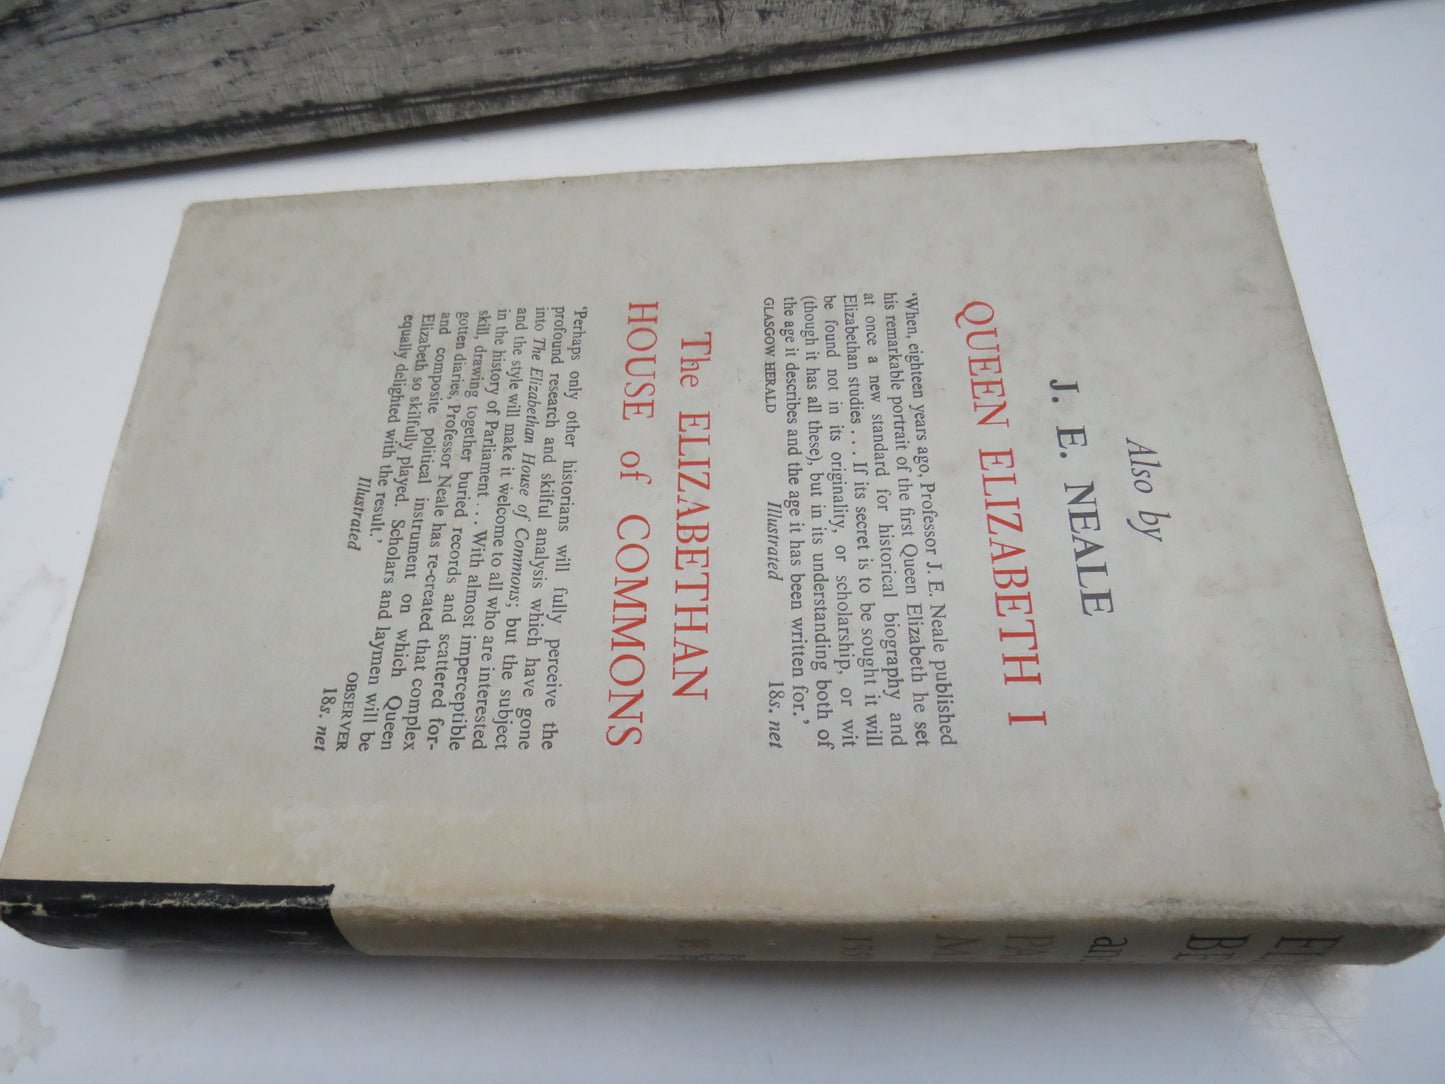 Also by
J. E. NEALE
QUEEN ELIZABETH I
‘When, eighteen years ago, Professor J. E. Neale published
his remarkable portrait of the first Queen Elizabeth he set
at once a new standard for historical biography and
Elizabethan studies . . . If its secret is to be sought it will
be found not in its originality, or scholarship, or wit
(though it has all these), but in its understanding both of
the age it describes and the age it has been written for.’
GLASGOW HERALD Illustrated 18s. net
The ELIZABETHAN
HOUSE of COMMONS
‘Perhaps only other historians will fully perceive the
profound research and skilful analysis which have gone
into The Elizabethan House of Commons; but the subject
and the style will make it welcome to all who are interested
in the history of Parliament . . . With almost imperceptible
skill, drawing together buried records and scattered for-
gotten diaries, Professor Neale has re-created that complex
and composite political instrument on which Queen
Elizabeth so skilfully played. Scholars and laymen will be
equally delighted with the result.’ OBSERVER
Illustrated 18s. net